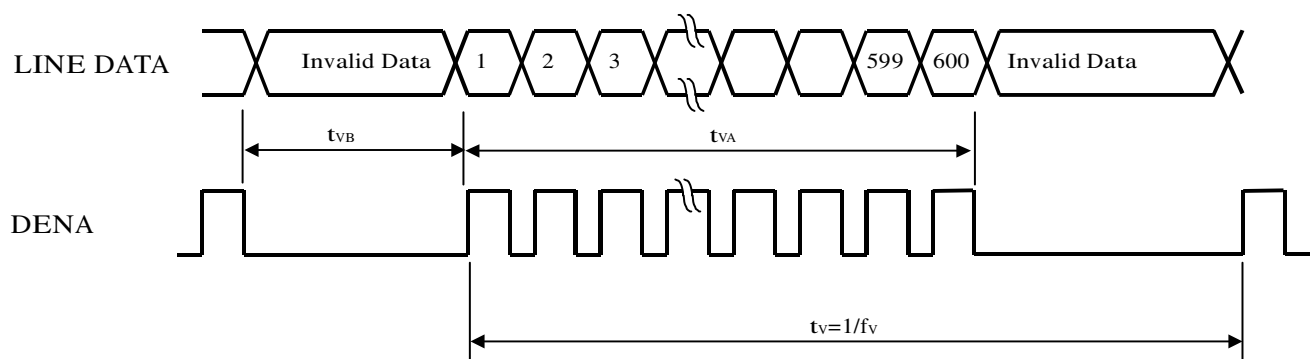 LINE DATA Invalid Data 1 2 3 599 600 Invalid Data
tVB tVA
DENA
tV=1/fV